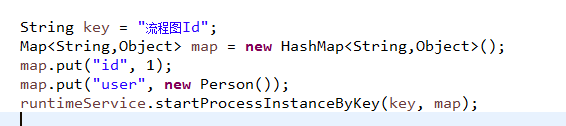 String key = "流程图Id";
Map<String,Object> map = new HashMap<String,Object>();
map.put("id", 1);
map.put("user", new Person());
runtimeService.startProcessInstanceByKey(key, map);